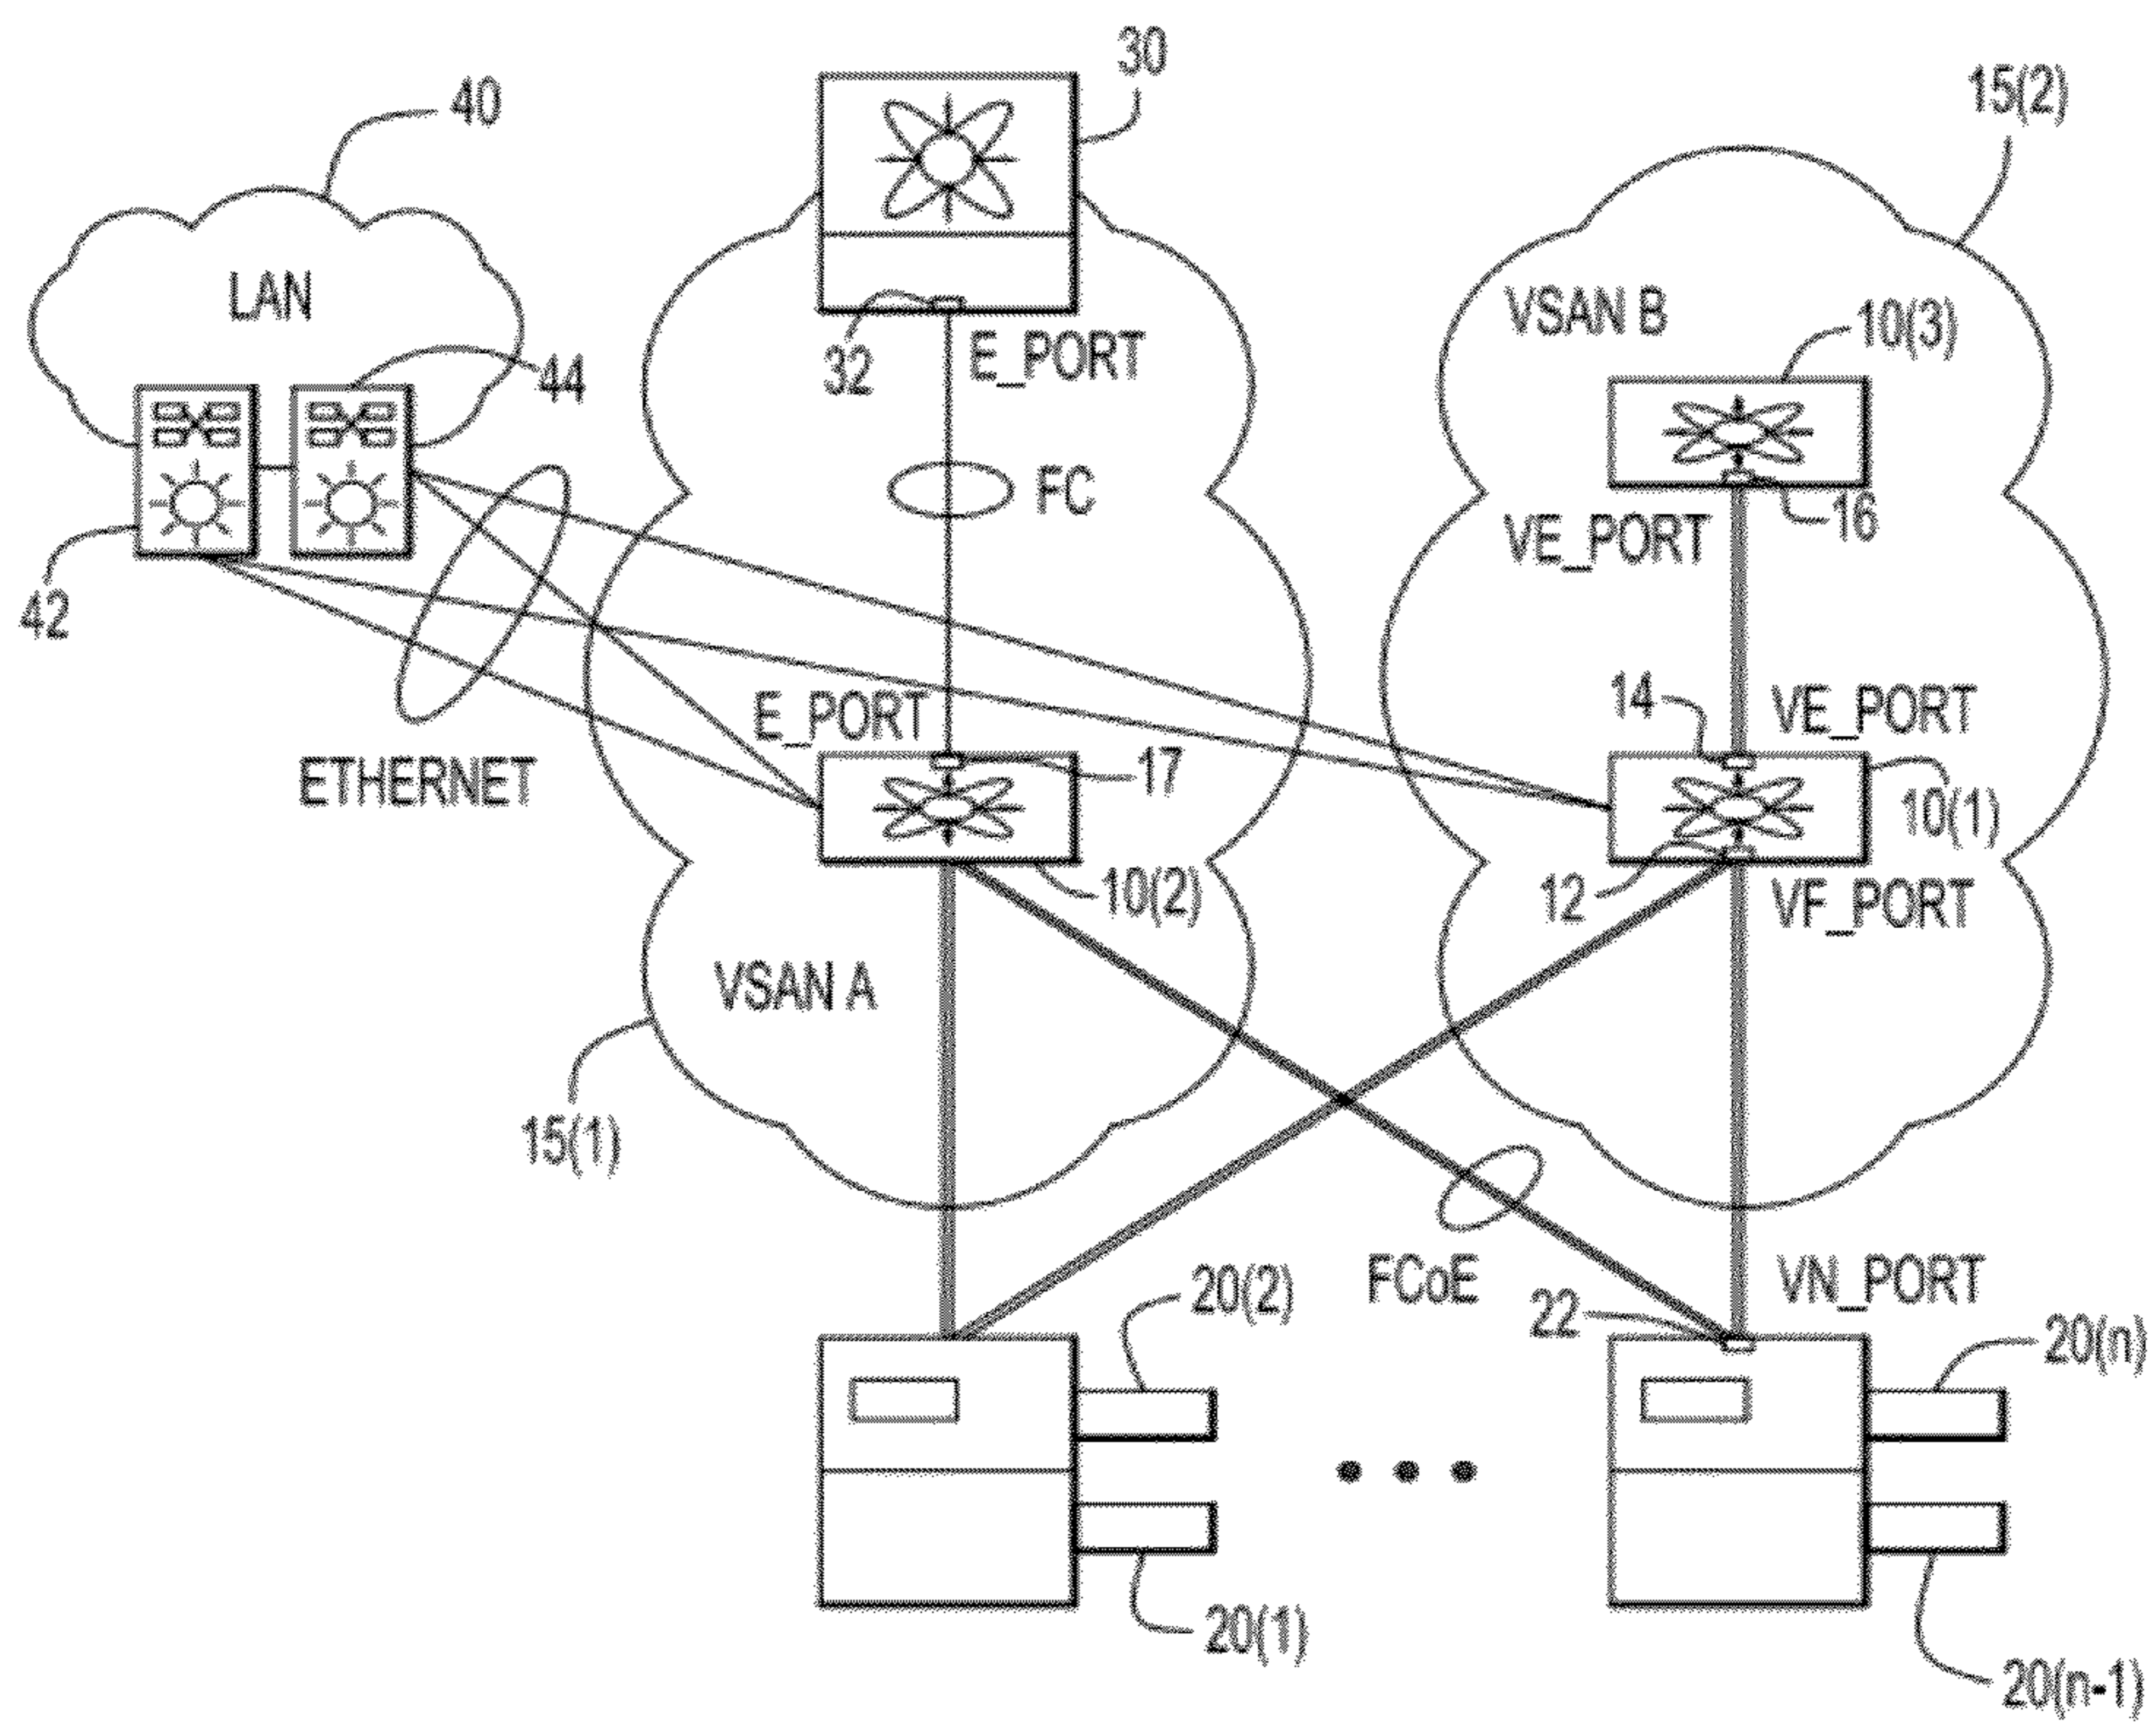 30
40
15(2)
LAN
VSAN B
10(3)
32
E_PORT
44
FC
16
VE_PORT
42
14
VE_PORT
E_PORT
ETHERNET
17
10(1)
12
VF_PORT
10(2)
VSAN A
15(1)
FCoE
VN_PORT
20(2)
22
20(n)
20(1)
20(n-1)